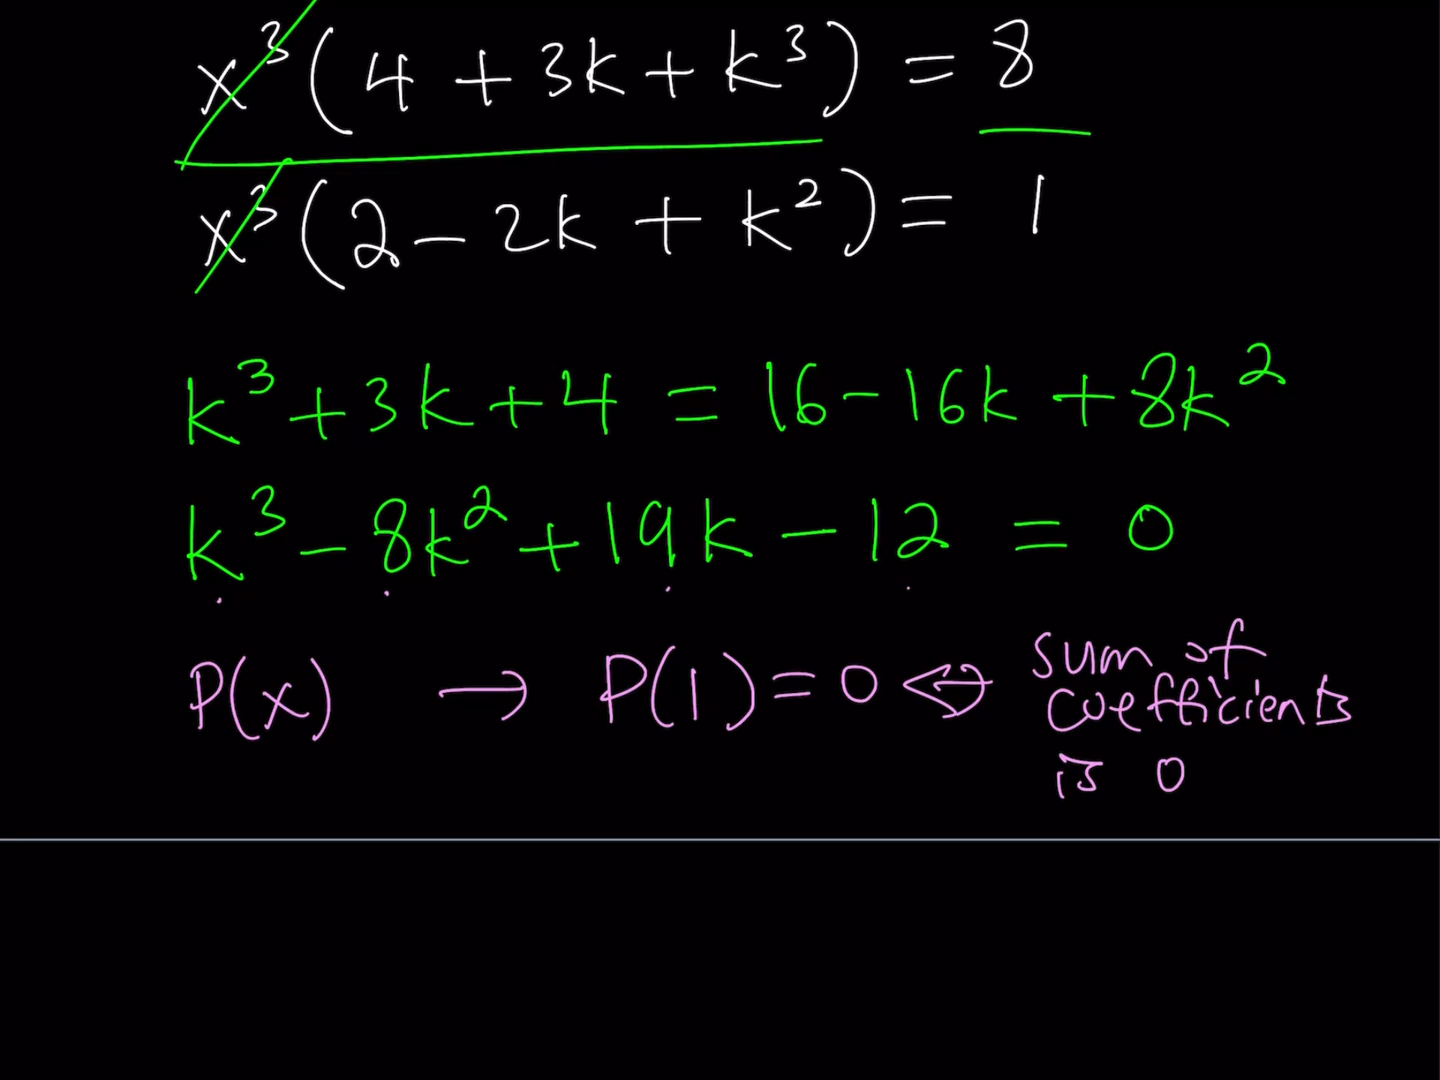 x³(4 + 3k + k³) = 8
x³(2 - 2k + k²) = 1
k³ + 3k + 4 = 16 - 16k + 8k²
k³ - 8k² + 19k - 12 = 0
P(x) → P(1) = 0 ⇔ sum of
coefficients
is 0